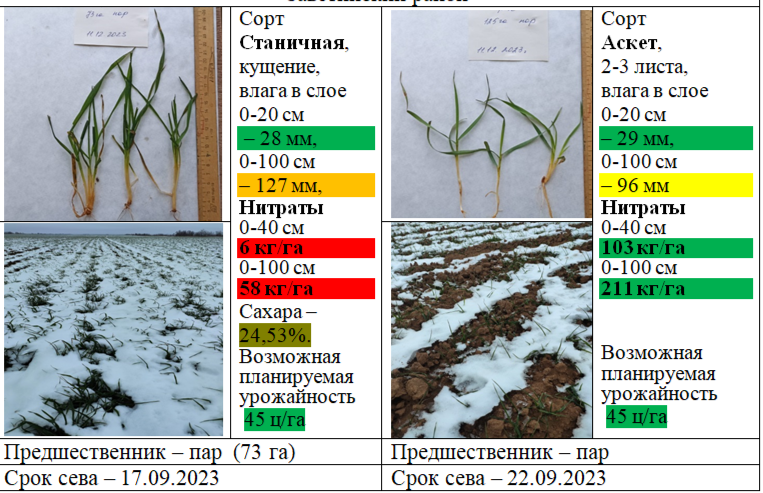 73 га пар
11.12.2023
Сорт
Станичная,
кущение,
влага в слое
0-20 см
– 28 мм,
0-100 см
– 127 мм,
Нитраты
0-40 см
6 кг/га
0-100 см
58 кг/га
Сахара –
24,53%.
Возможная
планируемая
урожайность
45 ц/га
пар
11.12.2023.
Сорт
Аскет,
2-3 листа,
влага в слое
0-20 см
– 29 мм,
0-100 см
– 96 мм
Нитраты
0-40 см
103 кг/га
0-100 см
211 кг/га
Возможная
планируемая
урожайность
45 ц/га
Предшественник – пар (73 га)
Предшественник – пар
Срок сева – 17.09.2023
Срок сева – 22.09.2023